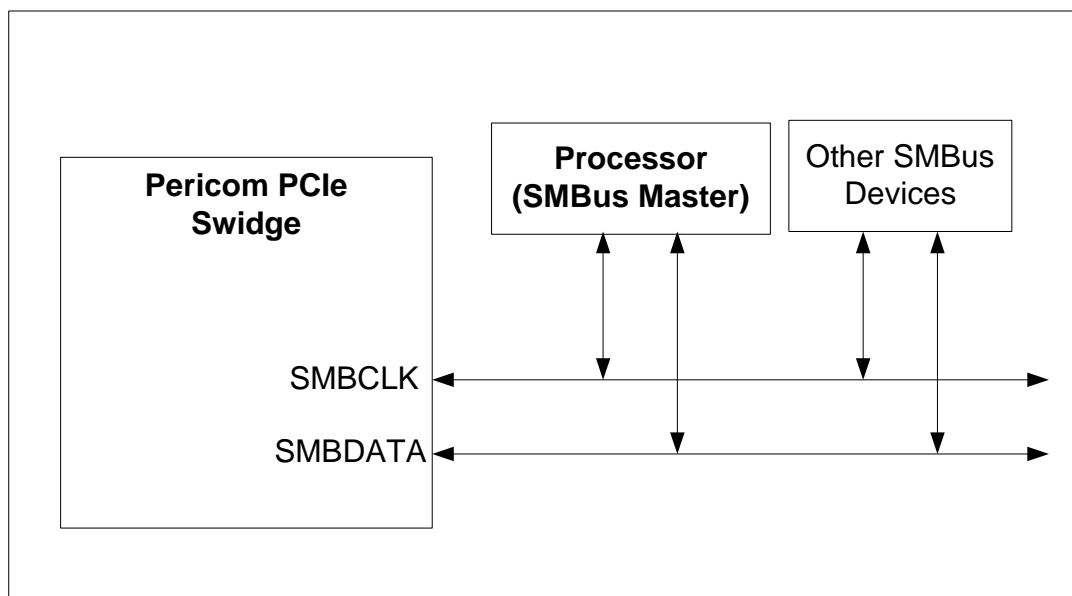 Pericom PCIe
Swidge
Processor
(SMBus Master)
Other SMBus
Devices
SMBCLK
SMBDATA